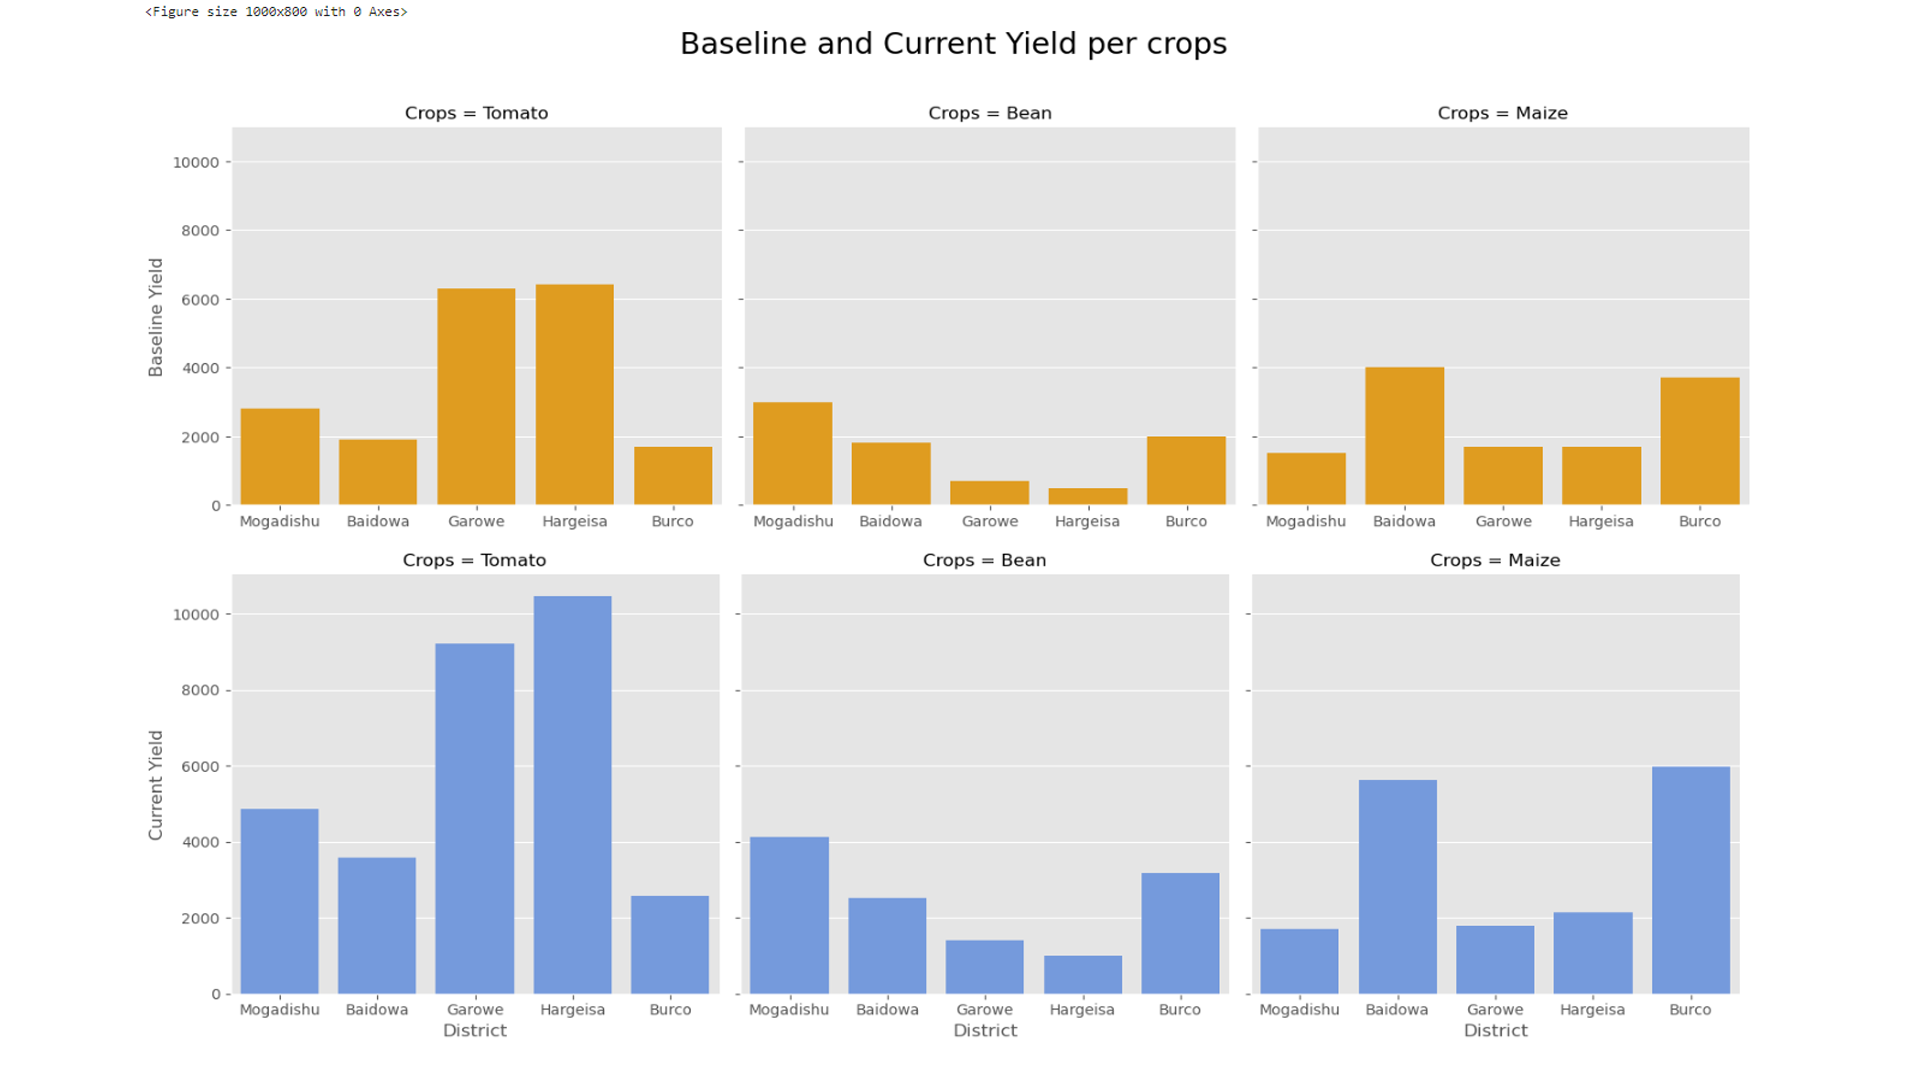 <Figure size 1000x800 with 0 Axes>
Baseline and Current Yield per crops
Crops = Tomato
Crops = Bean
Crops = Maize
Baseline Yield
10000
8000
6000
4000
2000
0
Mogadishu Baidowa Garowe Hargeisa Burco
Mogadishu Baidowa Garowe Hargeisa Burco
Mogadishu Baidowa Garowe Hargeisa Burco
Crops = Tomato
Crops = Bean
Crops = Maize
Current Yield
10000
8000
6000
4000
2000
0
Mogadishu Baidowa Garowe Hargeisa Burco
District
Mogadishu Baidowa Garowe Hargeisa Burco
District
Mogadishu Baidowa Garowe Hargeisa Burco
District